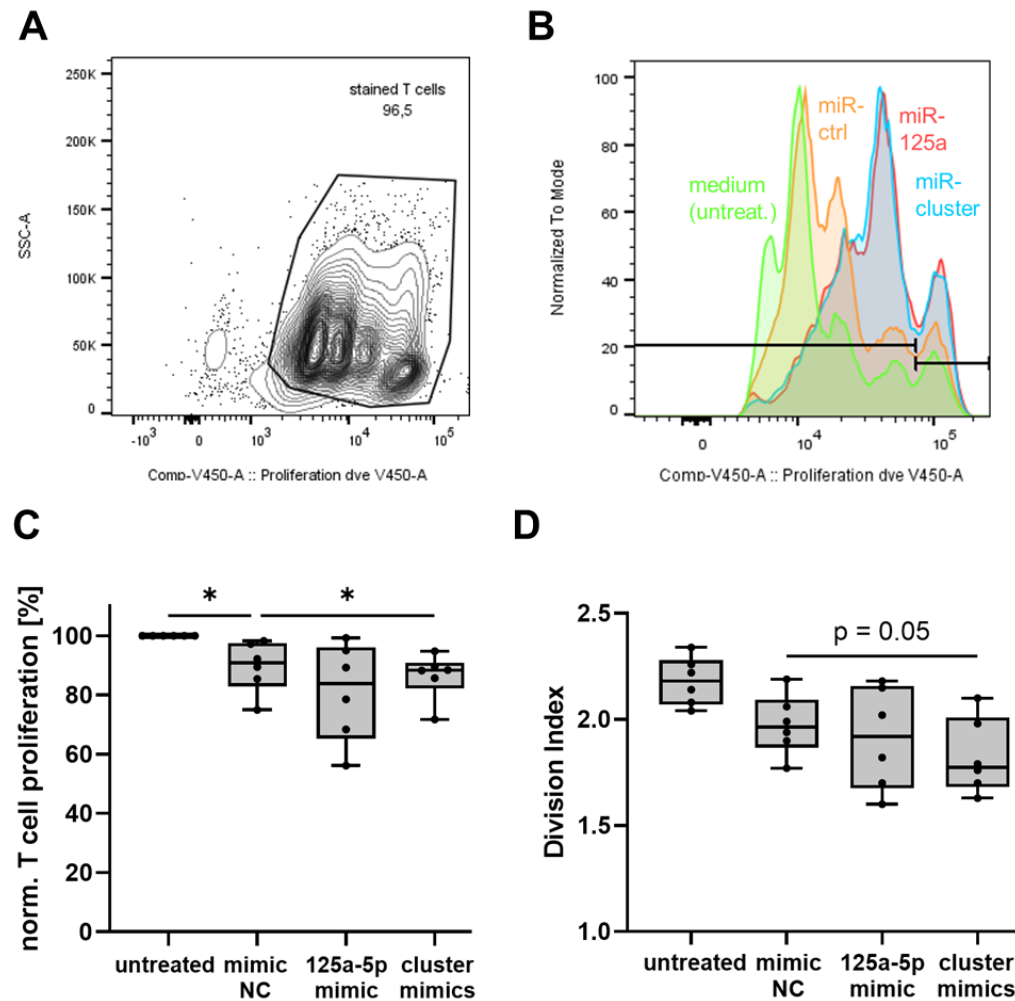 A
B
250K
200K
150K
100K
50K
0
SSC-A
stained T cells
96,5
-10³
0
10³
10⁴
10⁵
Comp-V450-A :: Proliferation dye V450-A
100
80
60
40
20
0
Normalized To Mode
medium
(untreat.)
miR-
ctrl
miR-
125a
miR-
cluster
0
10⁴
10⁵
Comp-V450-A :: Proliferation dye V450-A
C
D
norm. T cell proliferation [%]
100
80
60
40
20
0
*
*
untreated
mimic
NC
125a-5p
mimic
cluster
mimics
Division Index
2.5
2.0
1.5
1.0
p = 0.05
untreated
mimic
NC
125a-5p
mimic
cluster
mimics